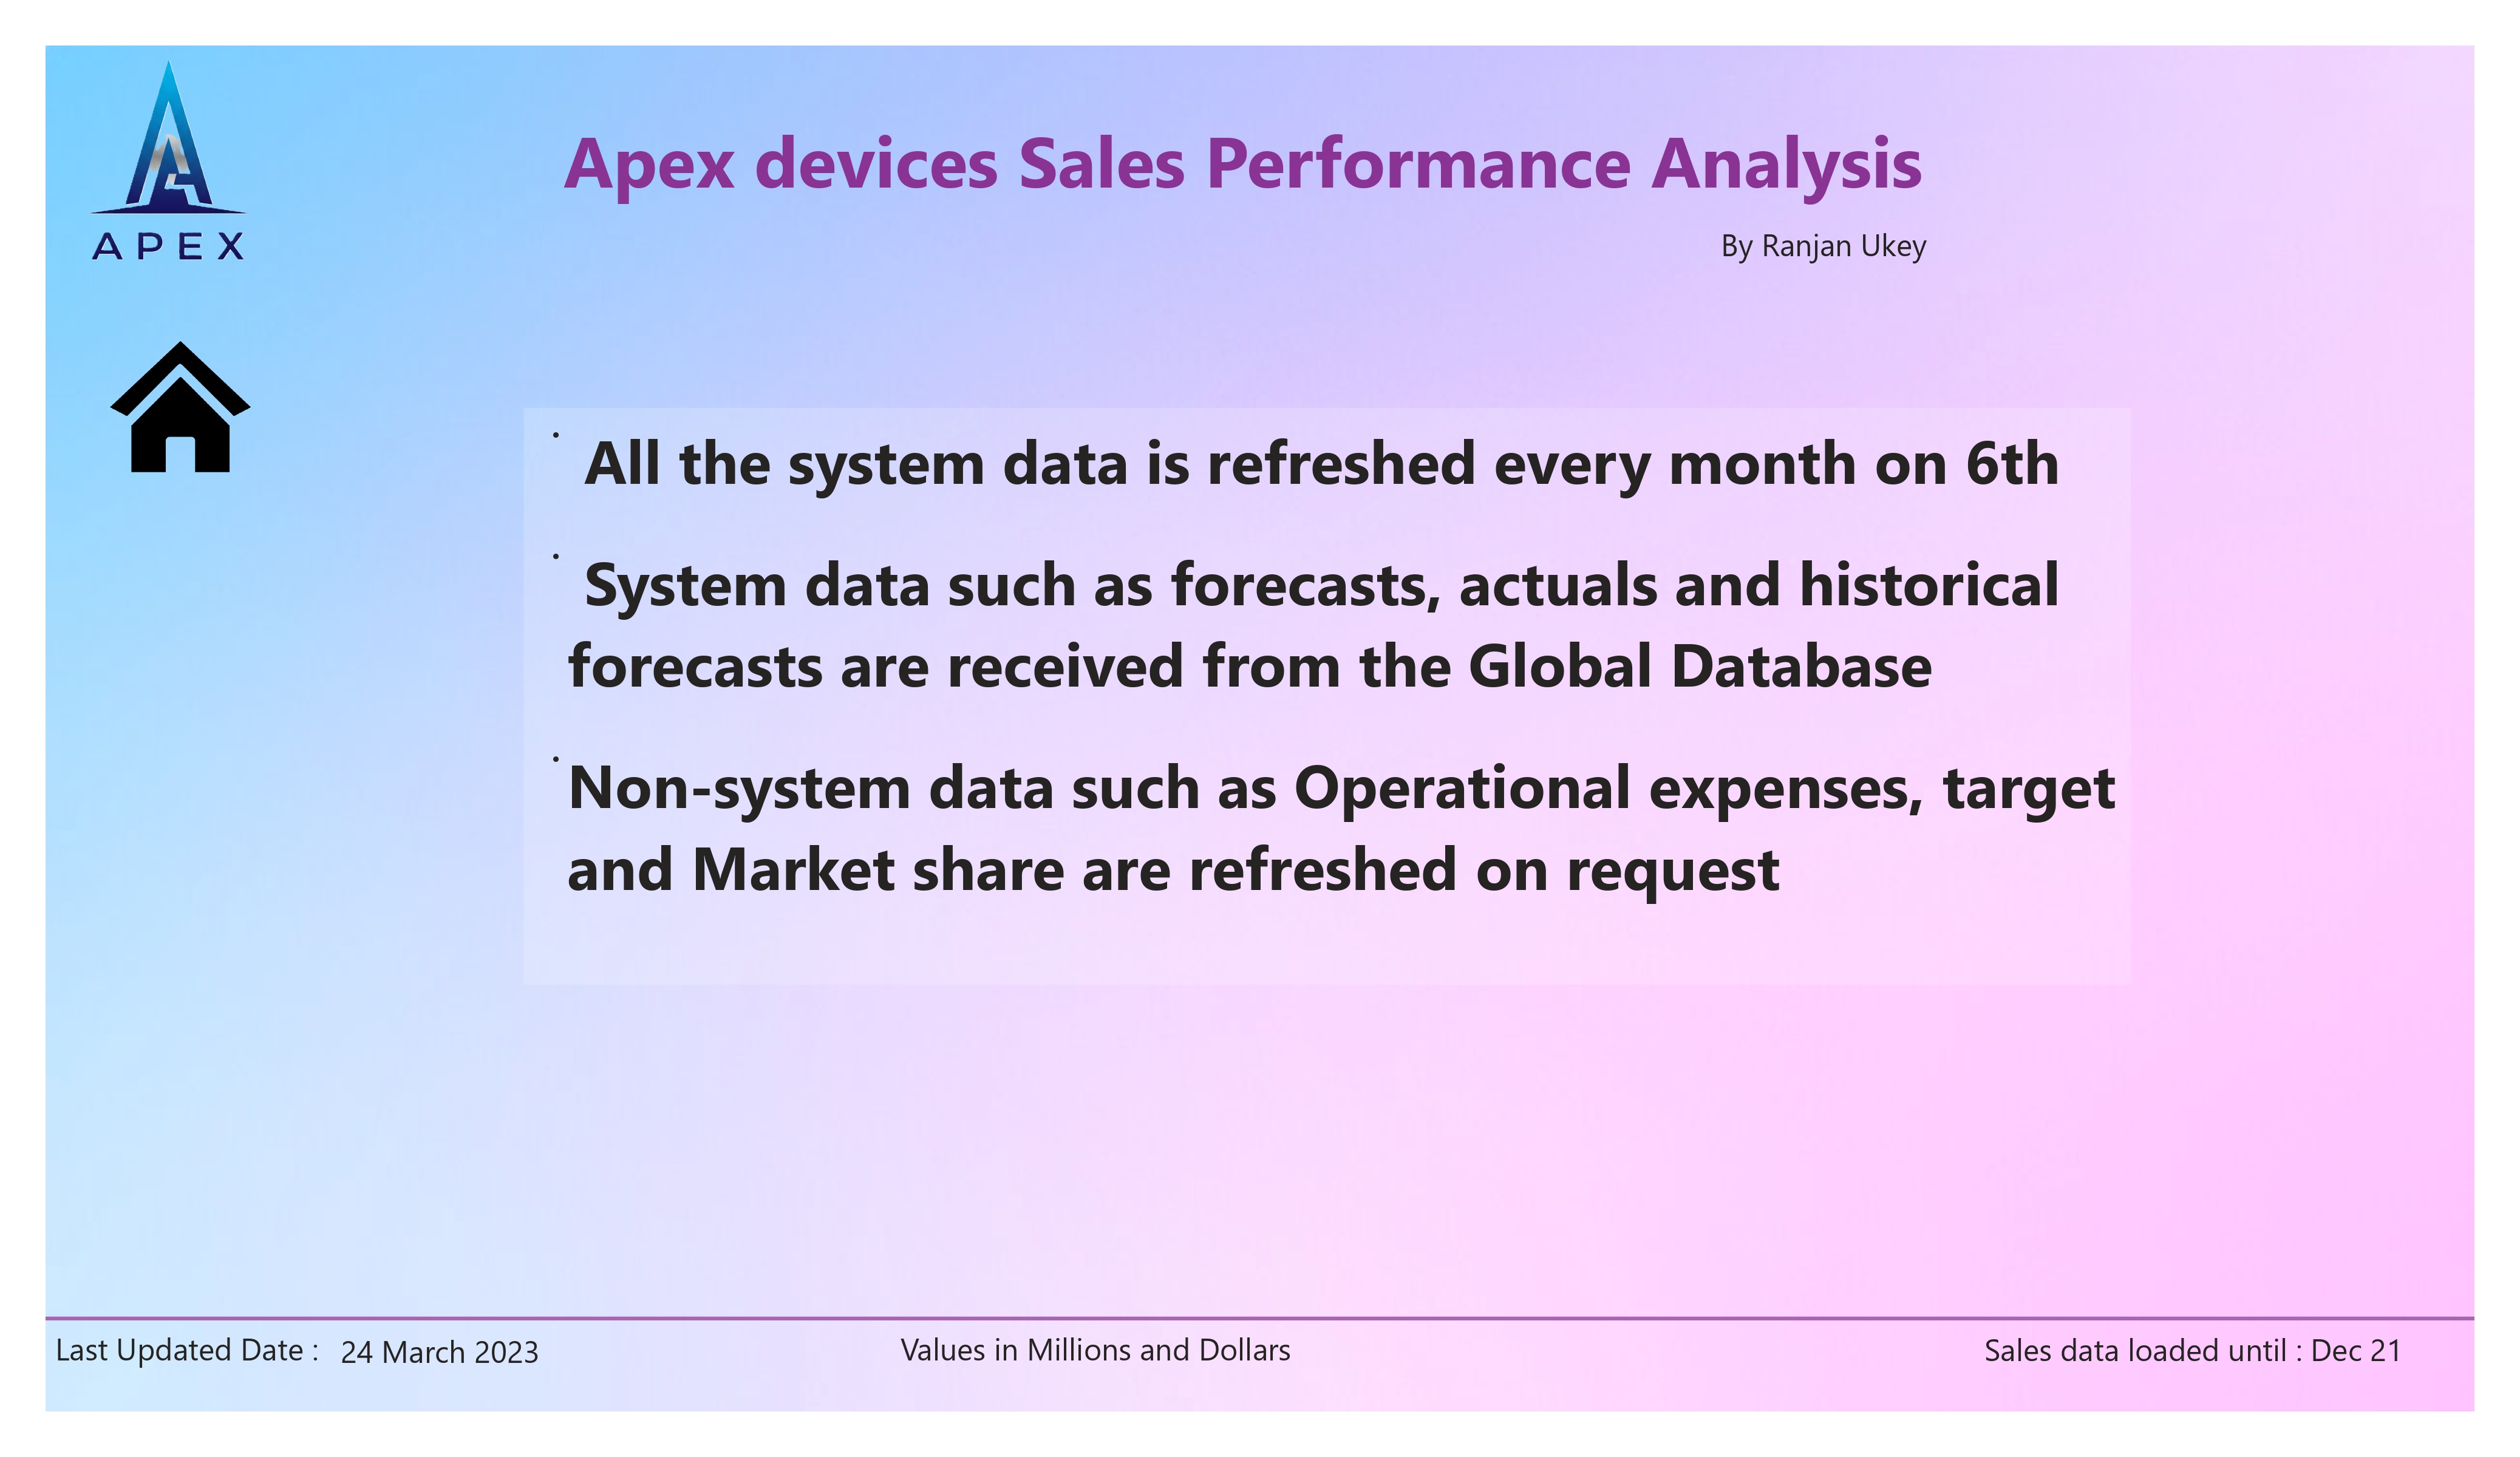 APEX
Apex devices Sales Performance Analysis
By Ranjan Ukey
· All the system data is refreshed every month on 6th
· System data such as forecasts, actuals and historical
forecasts are received from the Global Database
· Non-system data such as Operational expenses, target
and Market share are refreshed on request
Last Updated Date : 24 March 2023
Values in Millions and Dollars
Sales data loaded until : Dec 21